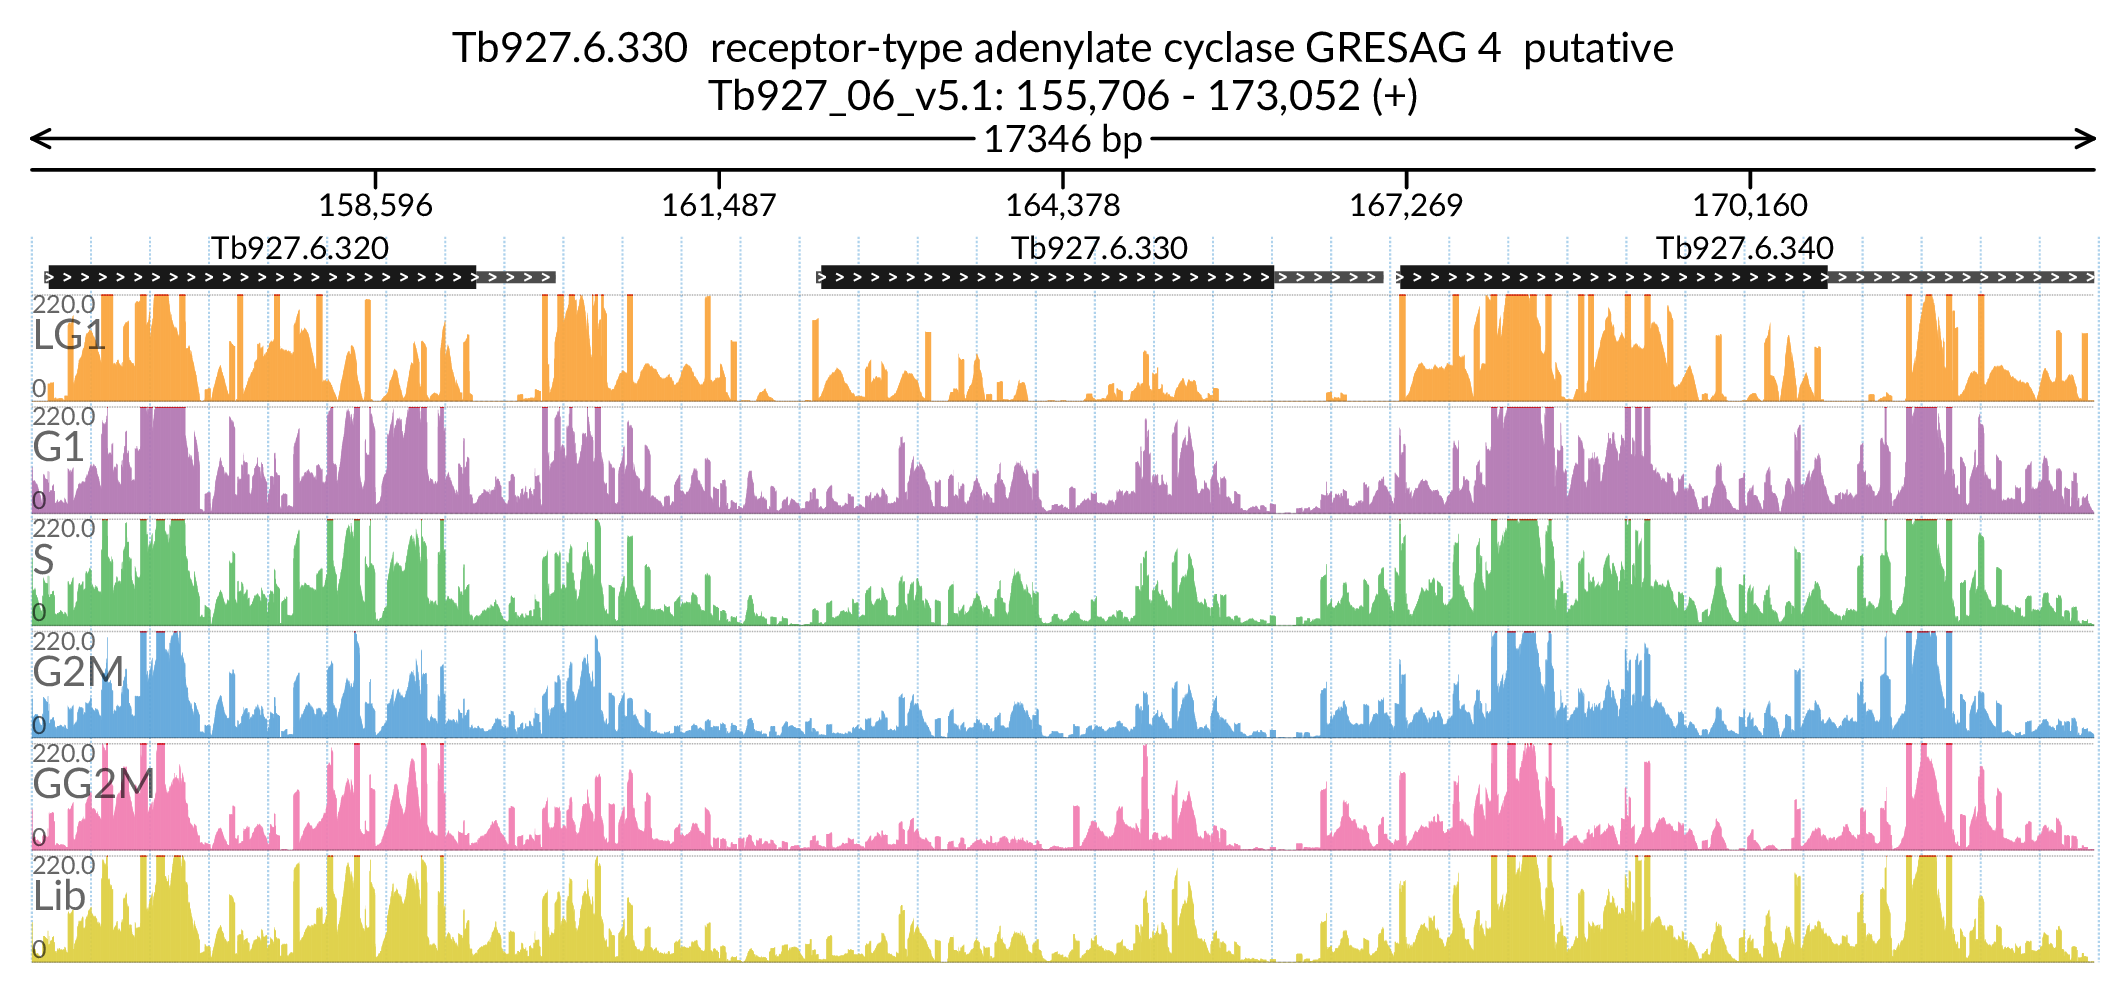 Tb927.6.330  receptor-type adenylate cyclase GRESAG 4  putative
Tb927_06_v5.1: 155,706 - 173,052 (+)
17346 bp
158,596 161,487 164,378 167,269 170,160
Tb927.6.320 Tb927.6.330 Tb927.6.340
220.0
LG1
0
220.0
G1
0
220.0
S
0
220.0
G2M
0
220.0
GG2M
0
220.0
Lib
0